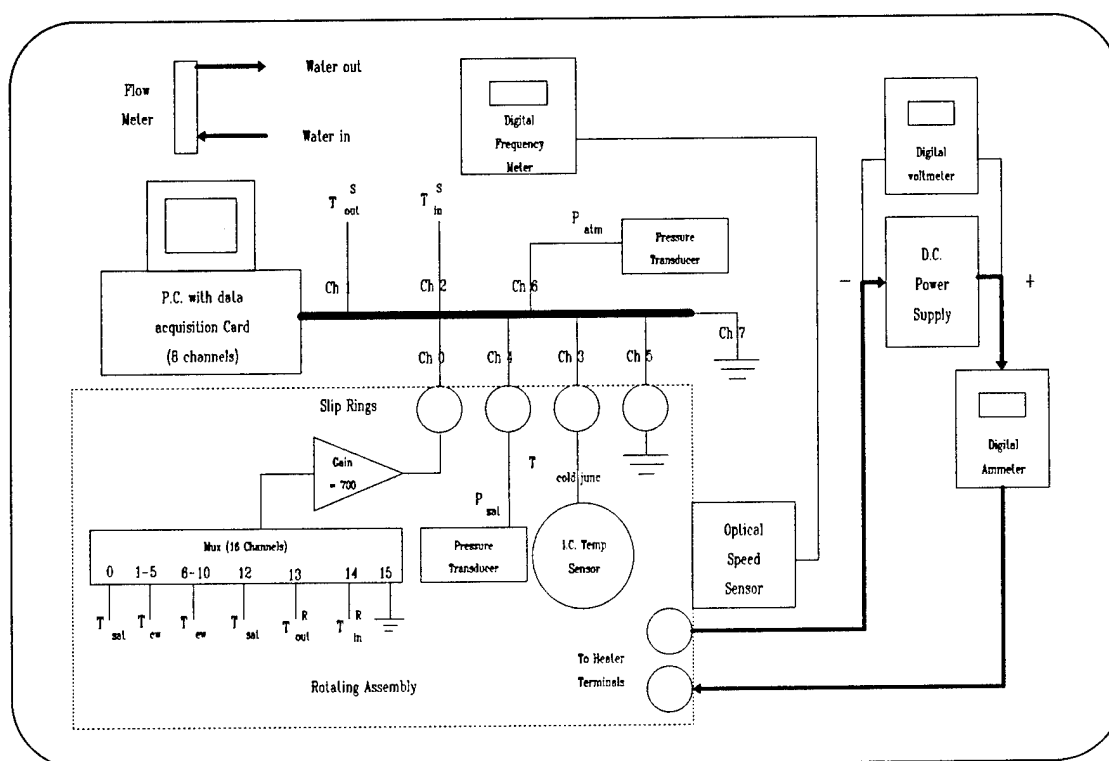 Flow
Meter
Water out
Water in
Digital
Frequency
Meter
Digital
voltmeter
T S out
T S in
P atm
Pressure
Transducer
D.C.
Power
Supply
-
+
P.C. with data
acquisition Card
(8 channels)
Ch 1
Ch 2
Ch 6
Ch 7
Ch 0
Ch 4
Ch 3
Ch 5
Slip Rings
Digital
Ammeter
Gain
= 700
T cold junc
P sat
Mux (16 Channels)
0 1-5 6-10 12 13 14 15
T sat T cw T ew T sat T R out T R in
Pressure
Transducer
I.C. Temp
Sensor
Optical
Speed
Sensor
To Heater
Terminals
Rotating Assembly